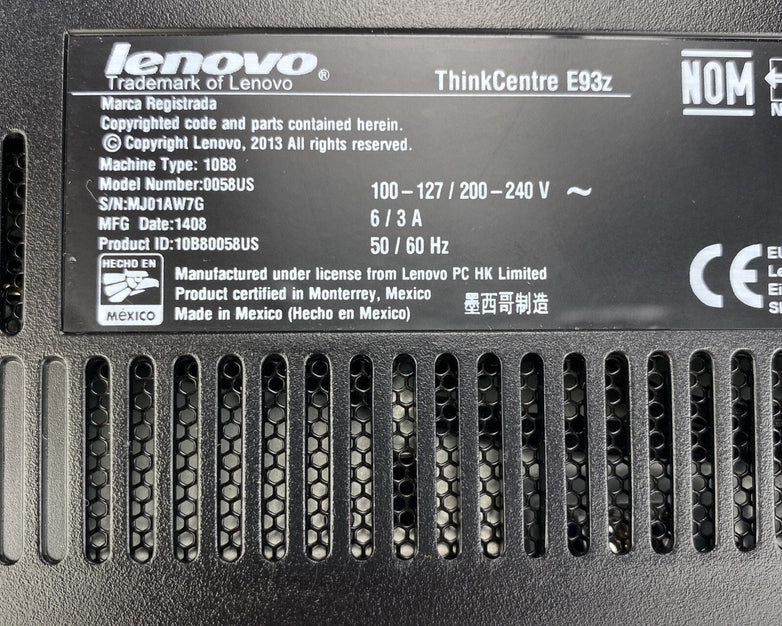 lenovo®
Trademark of Lenovo
ThinkCentre E93z
NOM
Marca Registrada
Copyrighted code and parts contained herein.
© Copyright Lenovo, 2013 All rights reserved.
Machine Type: 10B8
Model Number:0058US
S/N:MJ01AW7G
MFG Date:1408
Product ID:10B80058US
100–127 / 200–240 V ~
6 / 3 A
50 / 60 Hz
HECHO EN
MÉXICO
Manufactured under license from Lenovo PC HK Limited
Product certified in Monterrey, Mexico
Made in Mexico (Hecho en Mexico)
墨西哥制造
CE